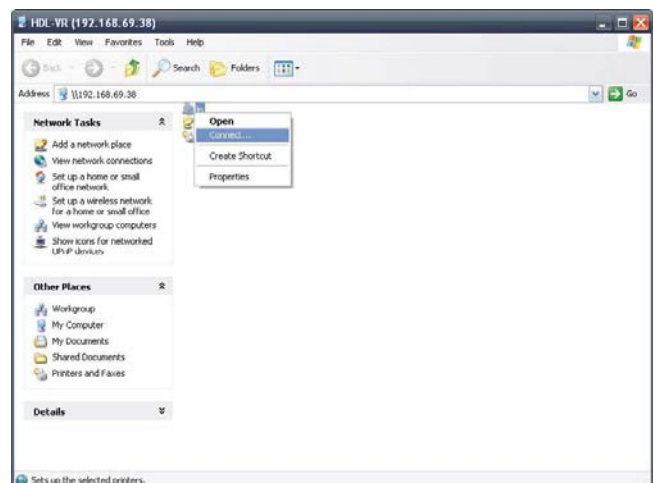 HDL-VR (192.168.69.38)
File Edit View Favorites Tools Help
Back Search Folders
Address \\192.168.69.38 Go
Network Tasks
Add a network place
View network connections
Set up a home or small
office network
Set up a wireless network
for a home or small office
View workgroup computers
Show icons for networked
UPnP devices
Other Places
Workgroup
My Computer
My Documents
Shared Documents
Printers and Faxes
Details
lp
Open
Connect...
Create Shortcut
Properties
Sets up the selected printers.